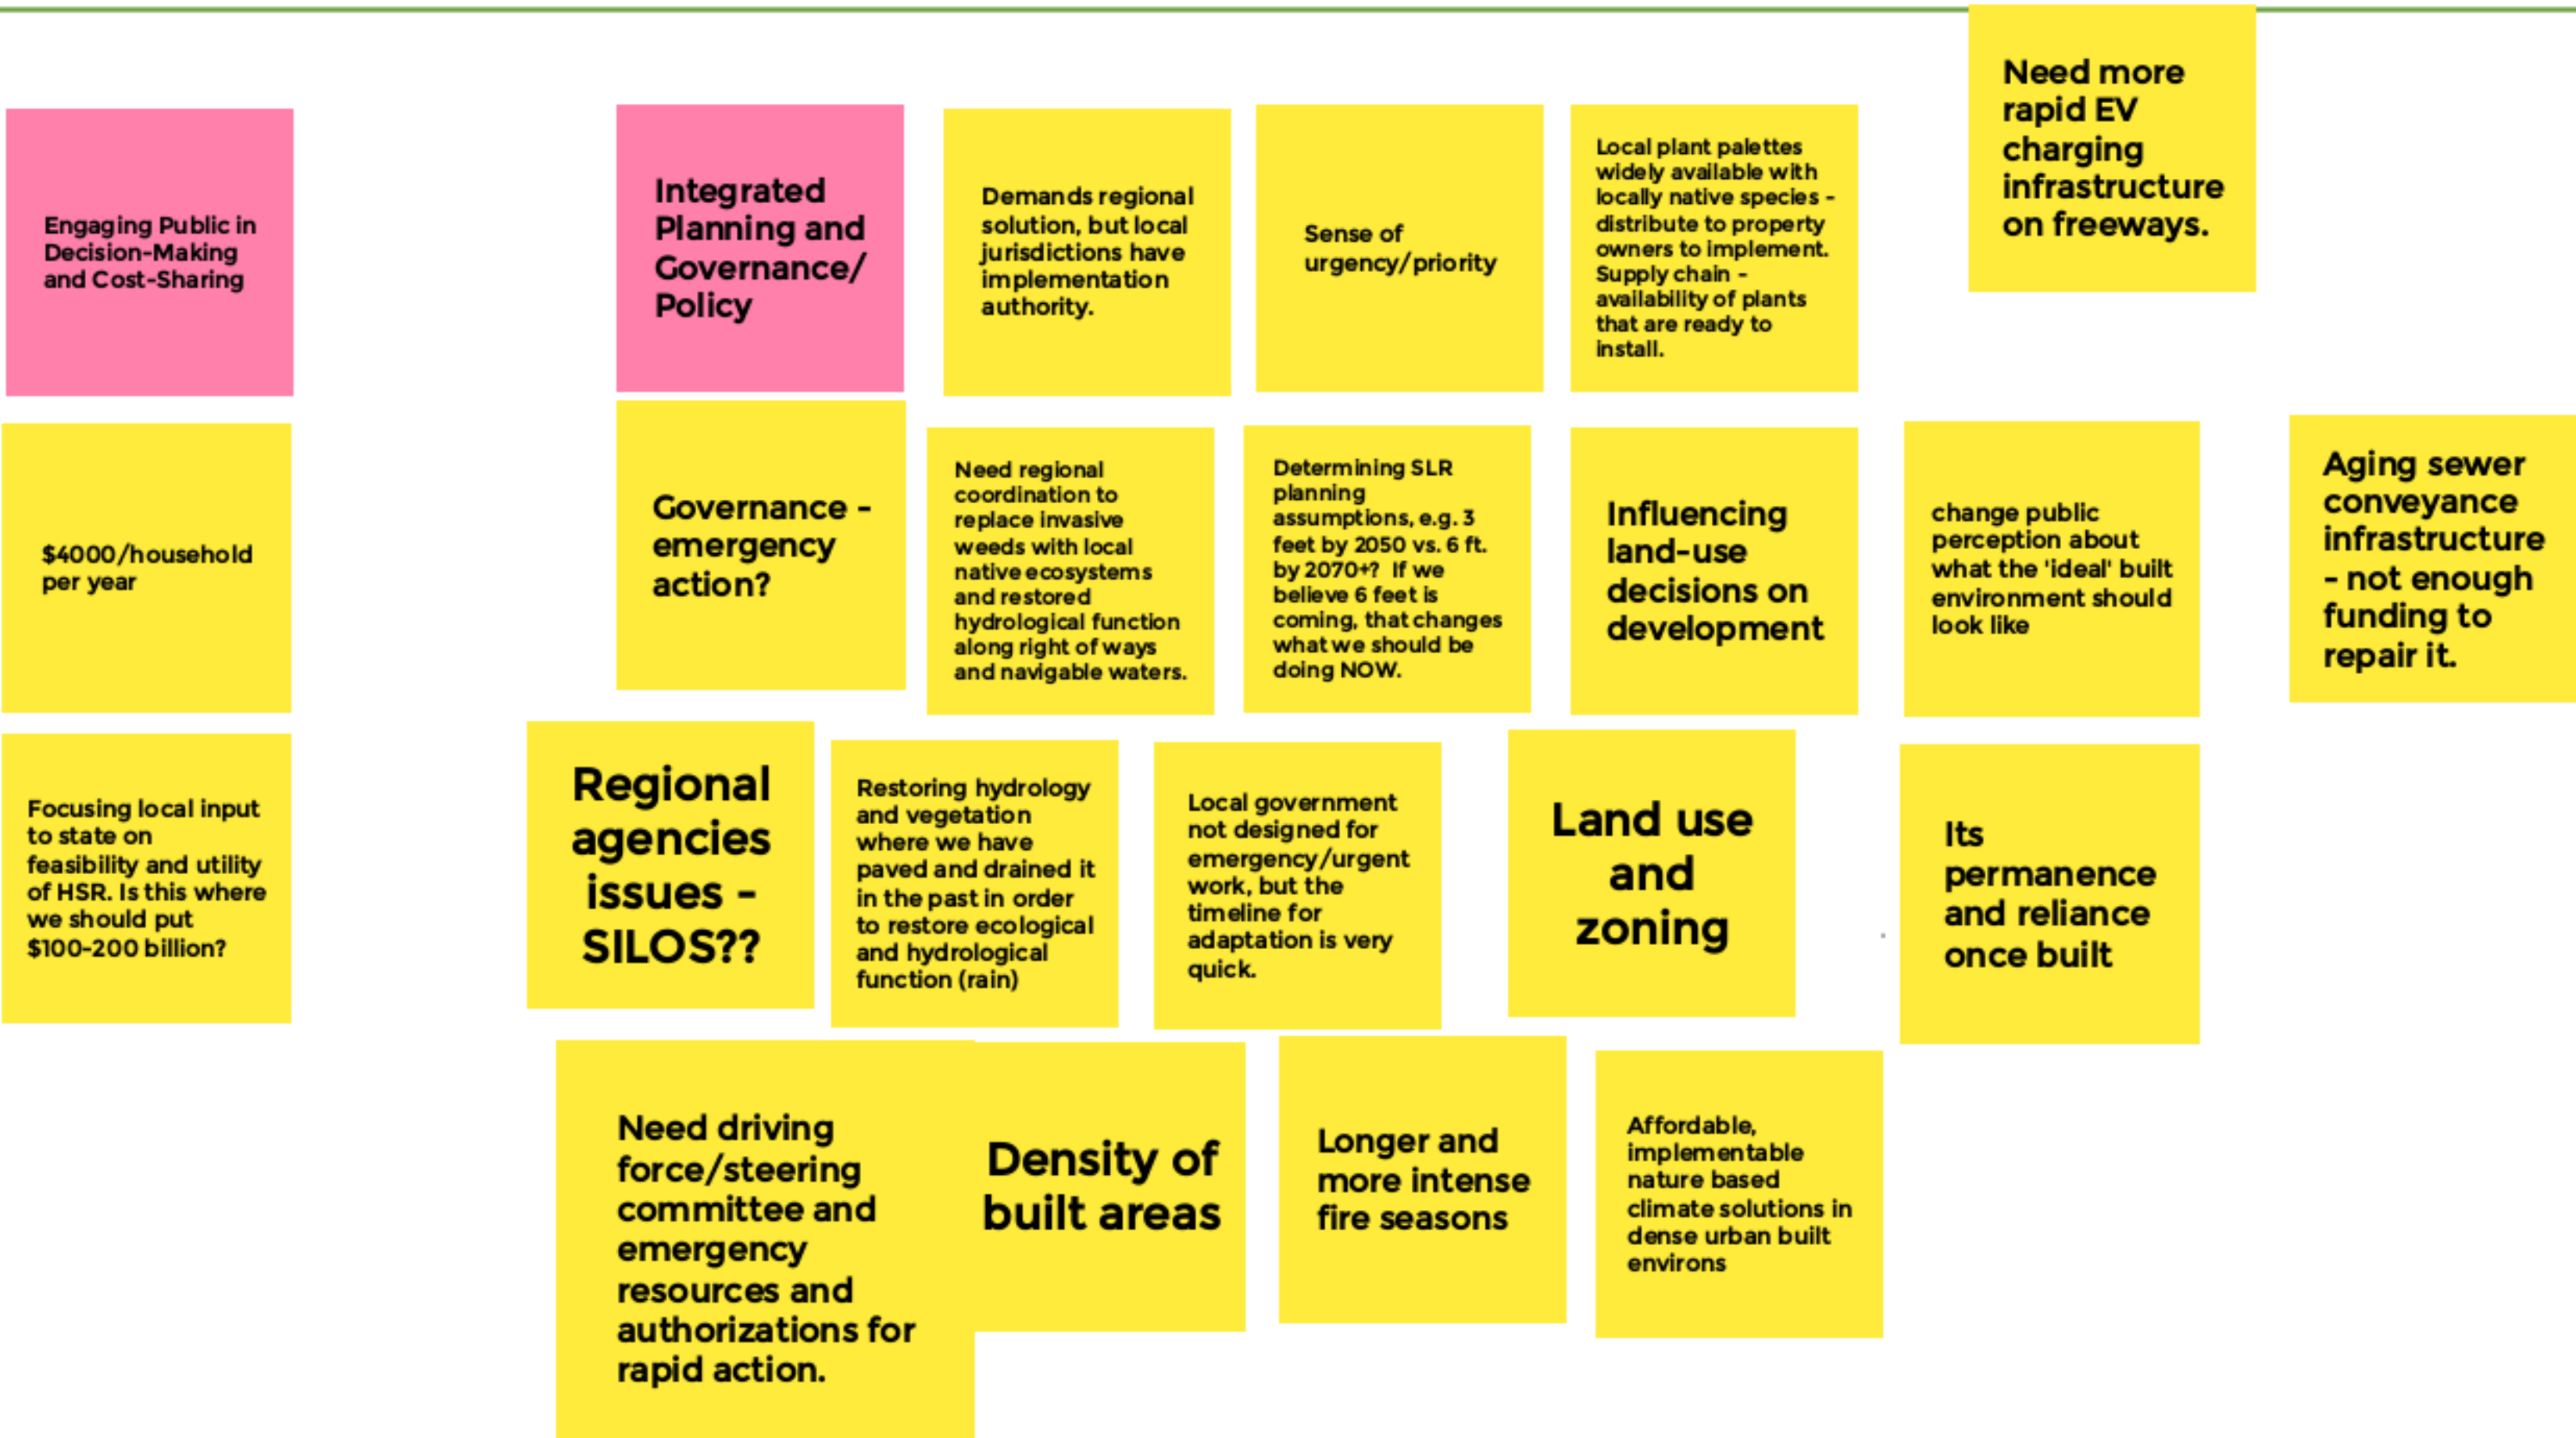 Engaging Public in
Decision-Making
and Cost-Sharing
Integrated
Planning and
Governance/
Policy
Demands regional
solution, but local
jurisdictions have
implementation
authority.
Sense of
urgency/priority
Local plant palettes
widely available with
locally native species -
distribute to property
owners to implement.
Supply chain -
availability of plants
that are ready to
install.
Need more
rapid EV
charging
infrastructure
on freeways.
$4000/household
per year
Governance -
emergency
action?
Need regional
coordination to
replace invasive
weeds with local
native ecosystems
and restored
hydrological function
along right of ways
and navigable waters.
Determining SLR
planning
assumptions, e.g. 3
feet by 2050 vs. 6 ft.
by 2070+? If we
believe 6 feet is
coming, that changes
what we should be
doing NOW.
Influencing
land-use
decisions on
development
change public
perception about
what the 'ideal' built
environment should
look like
Aging sewer
conveyance
infrastructure
- not enough
funding to
repair it.
Focusing local input
to state on
feasibility and utility
of HSR. Is this where
we should put
$100-200 billion?
Regional
agencies
issues -
SILOS??
Restoring hydrology
and vegetation
where we have
paved and drained it
in the past in order
to restore ecological
and hydrological
function (rain)
Local government
not designed for
emergency/urgent
work, but the
timeline for
adaptation is very
quick.
Land use
and
zoning
Its
permanence
and reliance
once built
Need driving
force/steering
committee and
emergency
resources and
authorizations for
rapid action.
Density of
built areas
Longer and
more intense
fire seasons
Affordable,
implementable
nature based
climate solutions in
dense urban built
environs